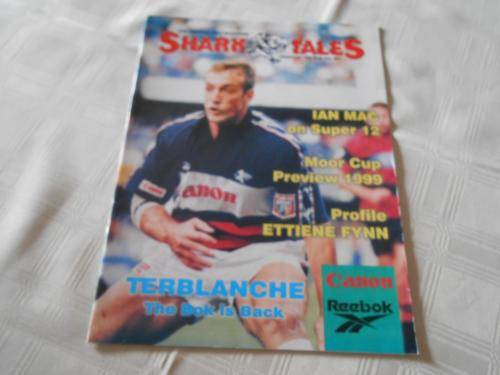 SHARK TALES
IAN MAC
on Super 12
Moor Cup
Preview 1999
Profile
ETTIENE FYNN
Canon
TERBLANCHE
The Bok is Back
Canon
Reebok